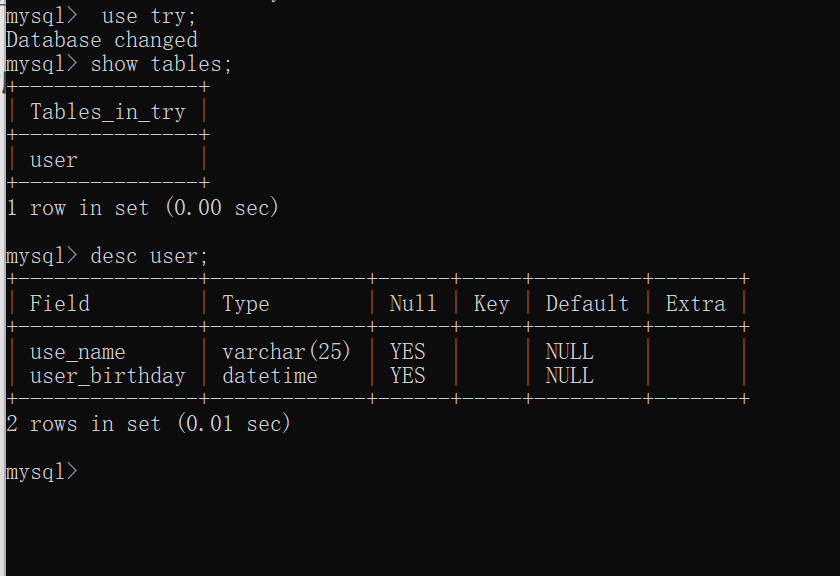 mysql>  use try;
Database changed
mysql> show tables;
+---------------+
| Tables_in_try |
+---------------+
| user          |
+---------------+
1 row in set (0.00 sec)
mysql> desc user;
+---------------+-------------+------+-----+---------+-------+
| Field         | Type        | Null | Key | Default | Extra |
+---------------+-------------+------+-----+---------+-------+
| use_name      | varchar(25) | YES  |     | NULL    |       |
| user_birthday | datetime    | YES  |     | NULL    |       |
+---------------+-------------+------+-----+---------+-------+
2 rows in set (0.01 sec)
mysql>